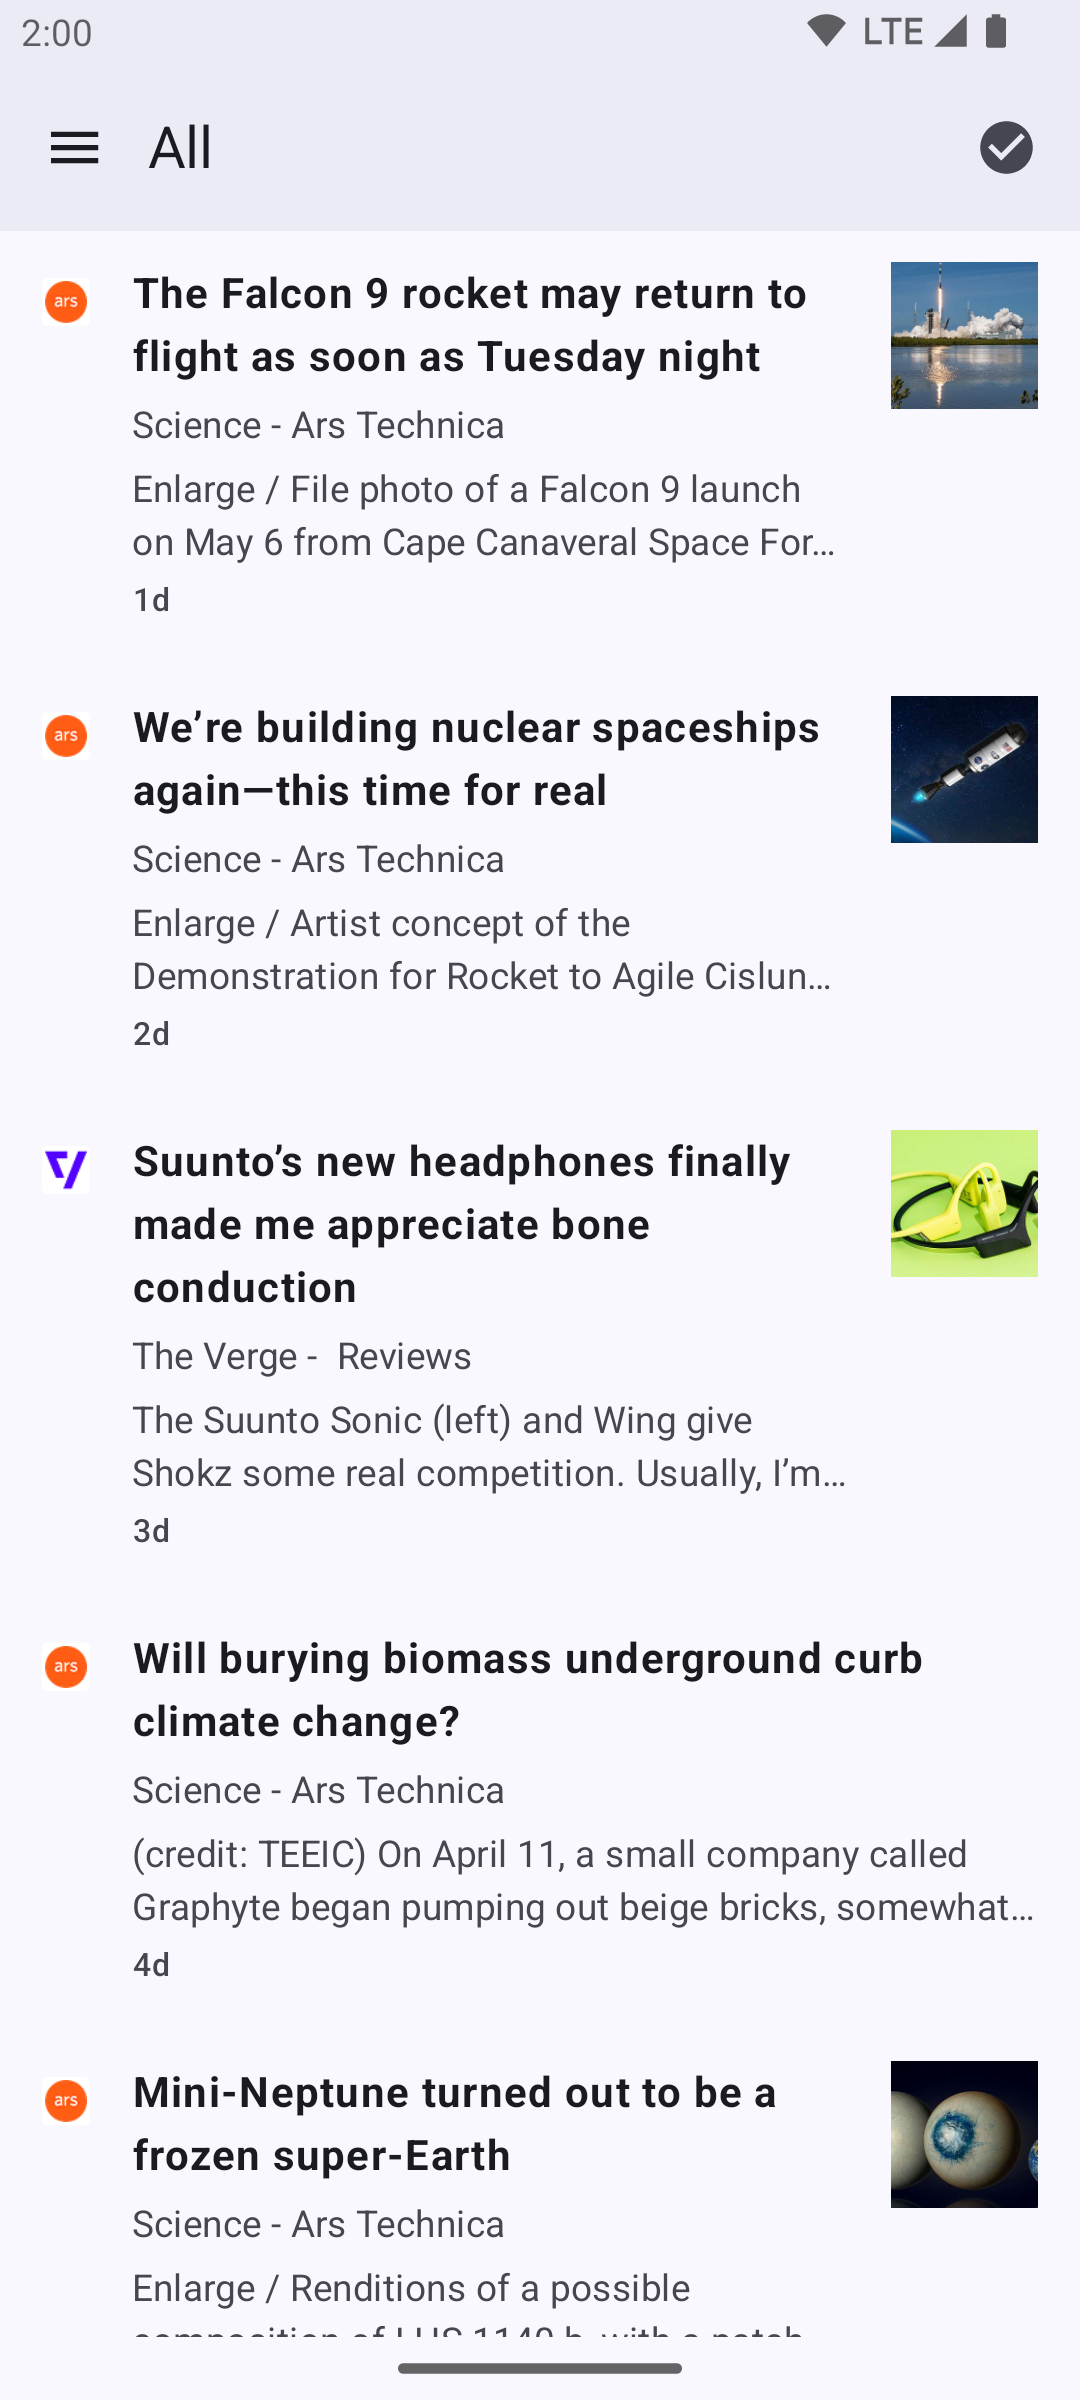 2:00
LTE
All
ars
The Falcon 9 rocket may return to
flight as soon as Tuesday night
Science - Ars Technica
Enlarge / File photo of a Falcon 9 launch
on May 6 from Cape Canaveral Space For…
1d
ars
We’re building nuclear spaceships
again—this time for real
Science - Ars Technica
Enlarge / Artist concept of the
Demonstration for Rocket to Agile Cislun…
2d
Suunto’s new headphones finally
made me appreciate bone
conduction
The Verge -  Reviews
The Suunto Sonic (left) and Wing give
Shokz some real competition. Usually, I’m…
3d
ars
Will burying biomass underground curb
climate change?
Science - Ars Technica
(credit: TEEIC) On April 11, a small company called
Graphyte began pumping out beige bricks, somewhat…
4d
ars
Mini-Neptune turned out to be a
frozen super-Earth
Science - Ars Technica
Enlarge / Renditions of a possible
composition of LHS 1140 b, with a patch